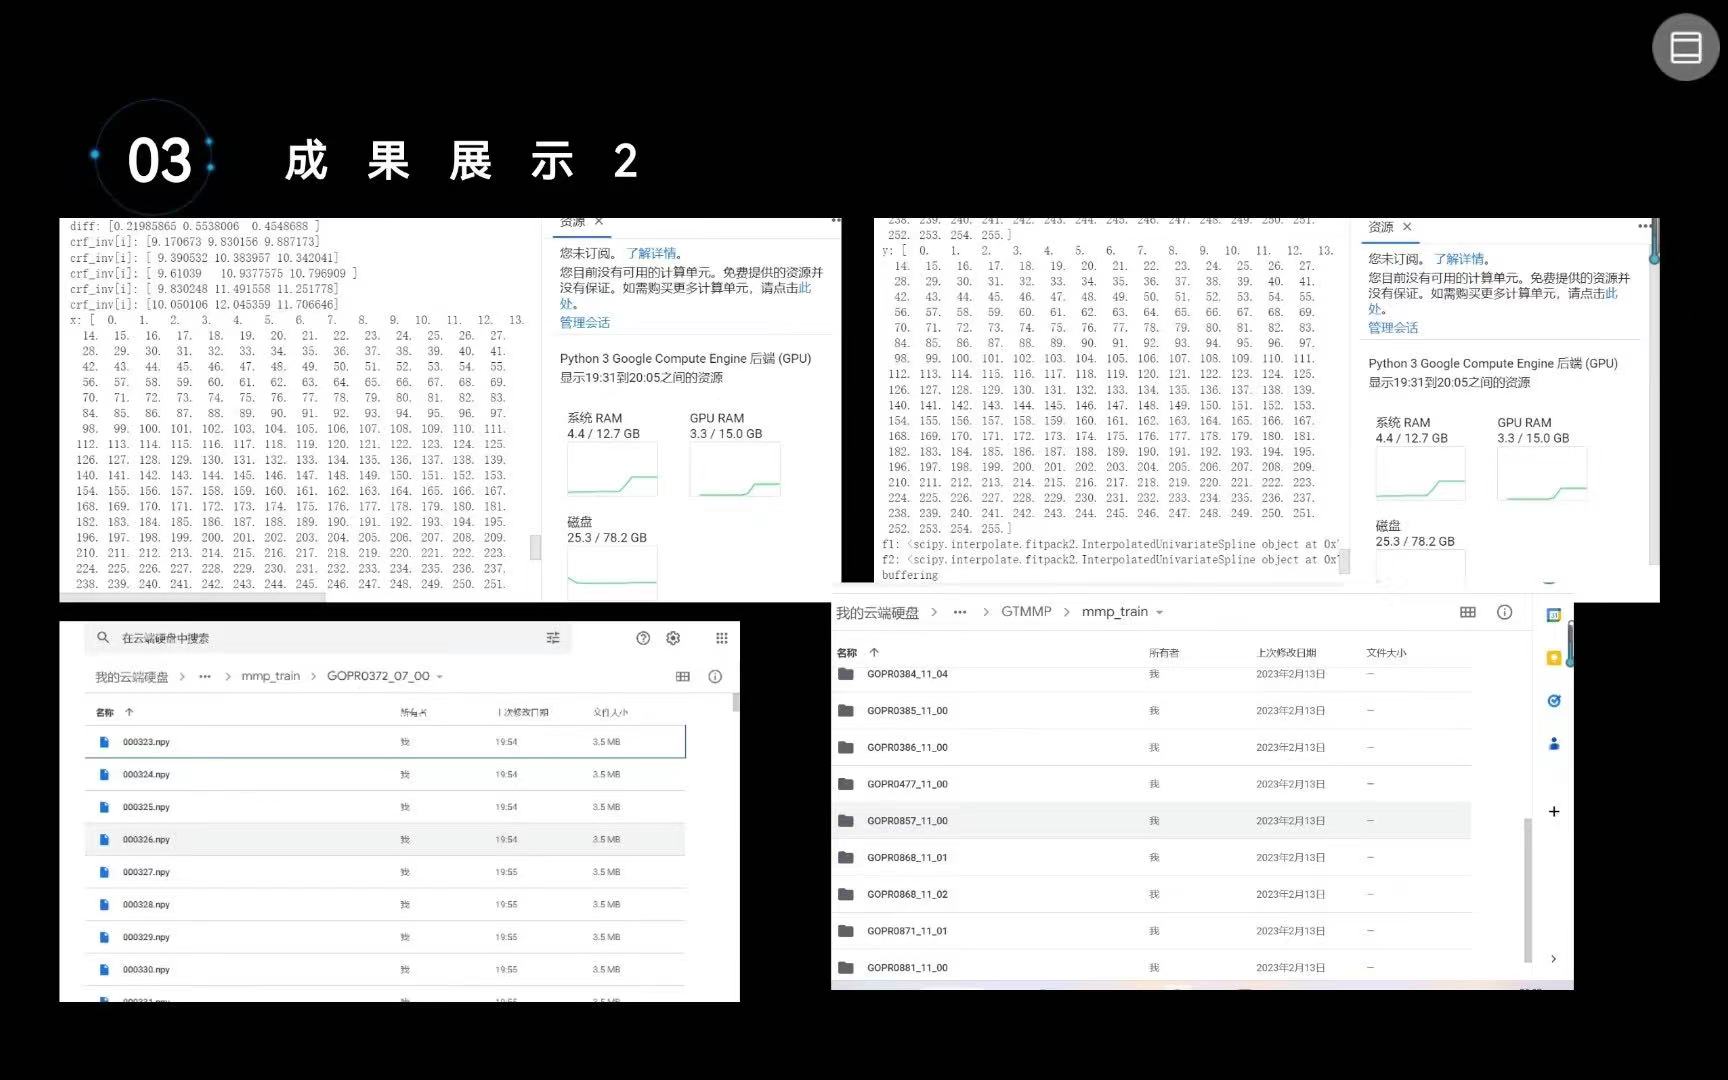 03
成果展示2
diff: [0.21985865 0.5538006 0.4548688 ]
crf_inv[i]: [9.170673 9.830156 9.887173]
crf_inv[i]: [ 9.390532 10.383957 10.342041]
crf_inv[i]: [ 9.61039 10.9377575 10.796909 ]
crf_inv[i]: [ 9.830248 11.491558 11.251778]
crf_inv[i]: [10.050106 12.045359 11.706646]
x: [ 0. 1. 2. 3. 4. 5. 6. 7. 8. 9. 10. 11. 12. 13.
14. 15. 16. 17. 18. 19. 20. 21. 22. 23. 24. 25. 26. 27.
28. 29. 30. 31. 32. 33. 34. 35. 36. 37. 38. 39. 40. 41.
42. 43. 44. 45. 46. 47. 48. 49. 50. 51. 52. 53. 54. 55.
56. 57. 58. 59. 60. 61. 62. 63. 64. 65. 66. 67. 68. 69.
70. 71. 72. 73. 74. 75. 76. 77. 78. 79. 80. 81. 82. 83.
84. 85. 86. 87. 88. 89. 90. 91. 92. 93. 94. 95. 96. 97.
98. 99. 100. 101. 102. 103. 104. 105. 106. 107. 108. 109. 110. 111.
112. 113. 114. 115. 116. 117. 118. 119. 120. 121. 122. 123. 124. 125.
126. 127. 128. 129. 130. 131. 132. 133. 134. 135. 136. 137. 138. 139.
140. 141. 142. 143. 144. 145. 146. 147. 148. 149. 150. 151. 152. 153.
154. 155. 156. 157. 158. 159. 160. 161. 162. 163. 164. 165. 166. 167.
168. 169. 170. 171. 172. 173. 174. 175. 176. 177. 178. 179. 180. 181.
182. 183. 184. 185. 186. 187. 188. 189. 190. 191. 192. 193. 194. 195.
196. 197. 198. 199. 200. 201. 202. 203. 204. 205. 206. 207. 208. 209.
210. 211. 212. 213. 214. 215. 216. 217. 218. 219. 220. 221. 222. 223.
224. 225. 226. 227. 228. 229. 230. 231. 232. 233. 234. 235. 236. 237.
238. 239. 240. 241. 242. 243. 244. 245. 246. 247. 248. 249. 250. 251.
资源
您未订阅。 了解详情。
您目前没有可用的计算单元。免费提供的资源并
没有保证。如需购买更多计算单元，请点击此
处。
管理会话
Python 3 Google Compute Engine 后端 (GPU)
显示19:31到20:05之间的资源
系统 RAM GPU RAM
4.4 / 12.7 GB 3.3 / 15.0 GB
磁盘
25.3 / 78.2 GB
238. 239. 240. 241. 242. 243. 244. 245. 246. 247. 248. 249. 250. 251.
252. 253. 254. 255.]
y: [ 0. 1. 2. 3. 4. 5. 6. 7. 8. 9. 10. 11. 12. 13.
14. 15. 16. 17. 18. 19. 20. 21. 22. 23. 24. 25. 26. 27.
28. 29. 30. 31. 32. 33. 34. 35. 36. 37. 38. 39. 40. 41.
42. 43. 44. 45. 46. 47. 48. 49. 50. 51. 52. 53. 54. 55.
56. 57. 58. 59. 60. 61. 62. 63. 64. 65. 66. 67. 68. 69.
70. 71. 72. 73. 74. 75. 76. 77. 78. 79. 80. 81. 82. 83.
84. 85. 86. 87. 88. 89. 90. 91. 92. 93. 94. 95. 96. 97.
98. 99. 100. 101. 102. 103. 104. 105. 106. 107. 108. 109. 110. 111.
112. 113. 114. 115. 116. 117. 118. 119. 120. 121. 122. 123. 124. 125.
126. 127. 128. 129. 130. 131. 132. 133. 134. 135. 136. 137. 138. 139.
140. 141. 142. 143. 144. 145. 146. 147. 148. 149. 150. 151. 152. 153.
154. 155. 156. 157. 158. 159. 160. 161. 162. 163. 164. 165. 166. 167.
168. 169. 170. 171. 172. 173. 174. 175. 176. 177. 178. 179. 180. 181.
182. 183. 184. 185. 186. 187. 188. 189. 190. 191. 192. 193. 194. 195.
196. 197. 198. 199. 200. 201. 202. 203. 204. 205. 206. 207. 208. 209.
210. 211. 212. 213. 214. 215. 216. 217. 218. 219. 220. 221. 222. 223.
224. 225. 226. 227. 228. 229. 230. 231. 232. 233. 234. 235. 236. 237.
238. 239. 240. 241. 242. 243. 244. 245. 246. 247. 248. 249. 250. 251.
252. 253. 254. 255.]
f1: <scipy.interpolate.fitpack2.InterpolatedUnivariateSpline object at 0x
f2: <scipy.interpolate.fitpack2.InterpolatedUnivariateSpline object at 0x
buffering
资源
您未订阅。 了解详情。
您目前没有可用的计算单元。免费提供的资源并
没有保证。如需购买更多计算单元，请点击此
处。
管理会话
Python 3 Google Compute Engine 后端 (GPU)
显示19:31到20:05之间的资源
系统 RAM GPU RAM
4.4 / 12.7 GB 3.3 / 15.0 GB
磁盘
25.3 / 78.2 GB
在云端硬盘中搜索
我的云端硬盘 > ... > mmp_train > GOPR0372_07_00
名称 所有者 上次修改日期 文件大小
000323.npy 我 19:54 3.5 MB
000324.npy 我 19:54 3.5 MB
000325.npy 我 19:54 3.5 MB
000326.npy 我 19:54 3.5 MB
000327.npy 我 19:55 3.5 MB
000328.npy 我 19:55 3.5 MB
000329.npy 我 19:55 3.5 MB
000330.npy 我 19:55 3.5 MB
000331.npy 我 19:55 3.5 MB
我的云端硬盘 > ... > GTMMP > mmp_train
名称 所有者 上次修改日期 文件大小
GOPR0384_11_04 我 2023年2月13日 —
GOPR0385_11_00 我 2023年2月13日 —
GOPR0386_11_00 我 2023年2月13日 —
GOPR0477_11_00 我 2023年2月13日 —
GOPR0857_11_00 我 2023年2月13日 —
GOPR0868_11_01 我 2023年2月13日 —
GOPR0868_11_02 我 2023年2月13日 —
GOPR0871_11_01 我 2023年2月13日 —
GOPR0881_11_00 我 2023年2月13日 —